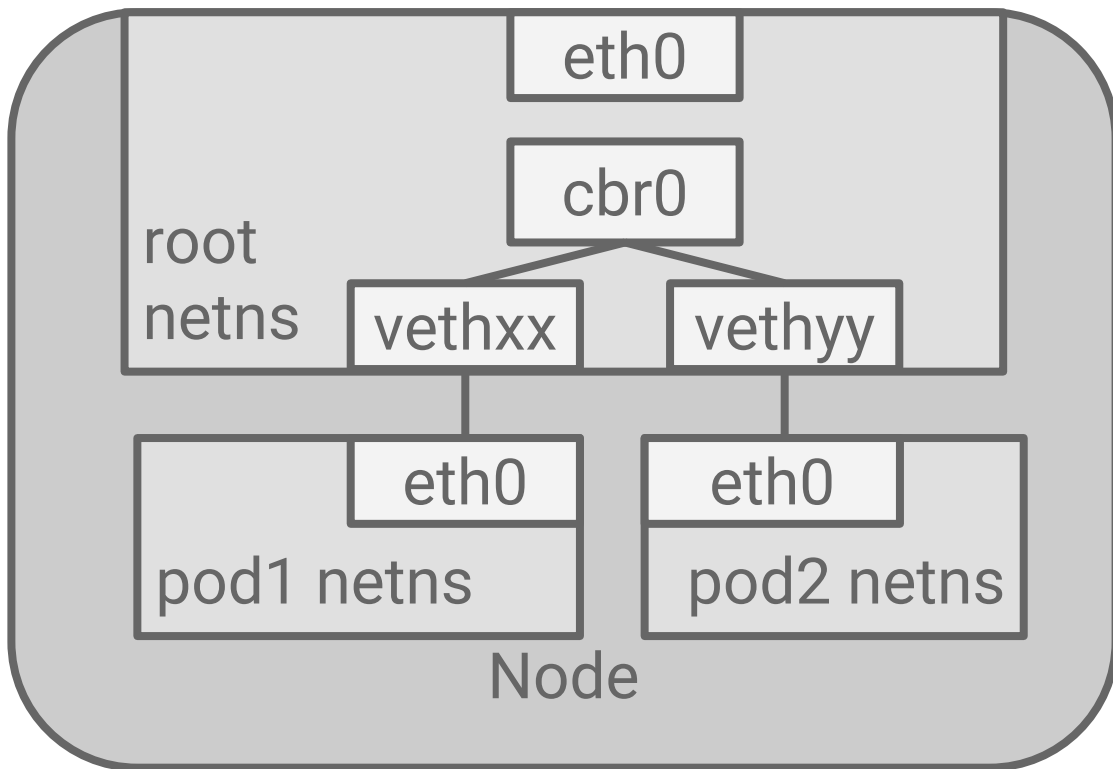 eth0
cbr0
root
netns
vethxx
vethyy
eth0
eth0
pod1 netns
pod2 netns
Node